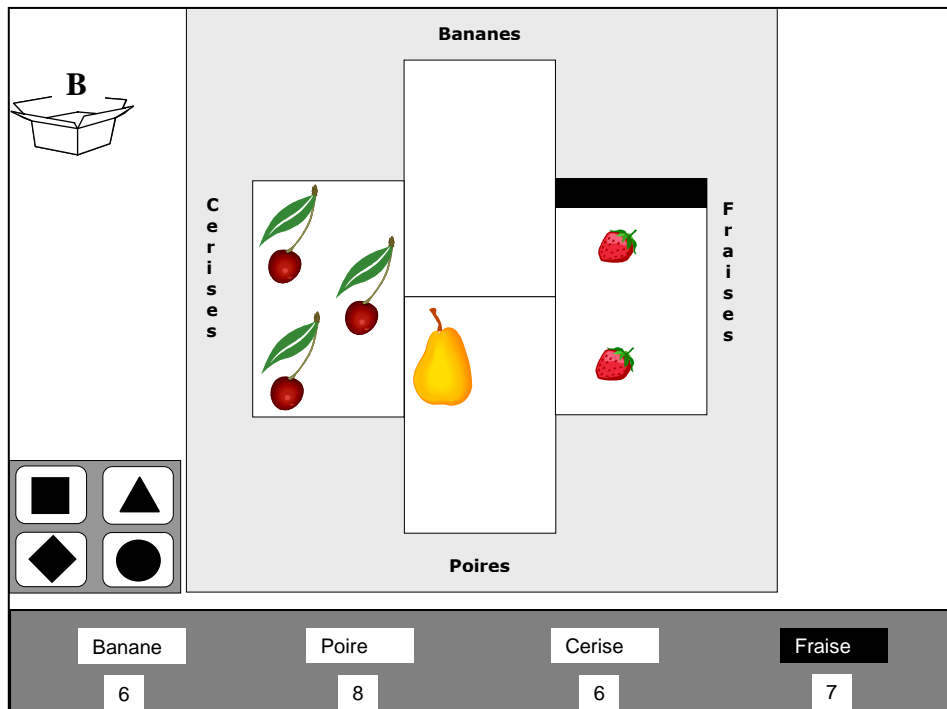 Bananes
B
Cerises
Fraises
Poires
Banane Poire Cerise Fraise
6 8 6 7